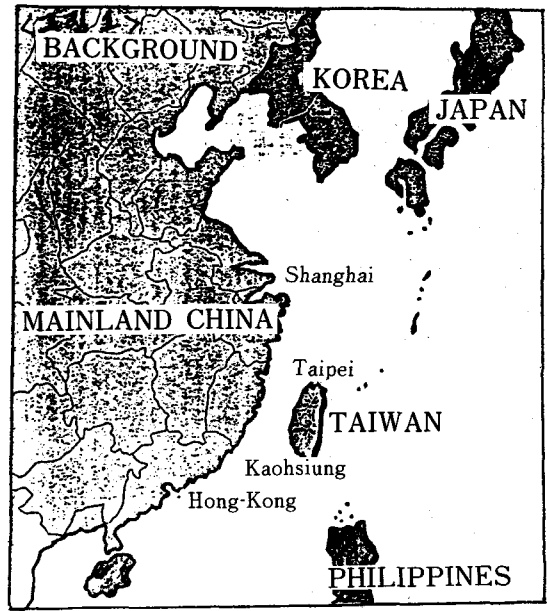 BACKGROUND
KOREA
JAPAN
Shanghai
MAINLAND CHINA
Taipei
TAIWAN
Kaohsiung
Hong-Kong
PHILIPPINES